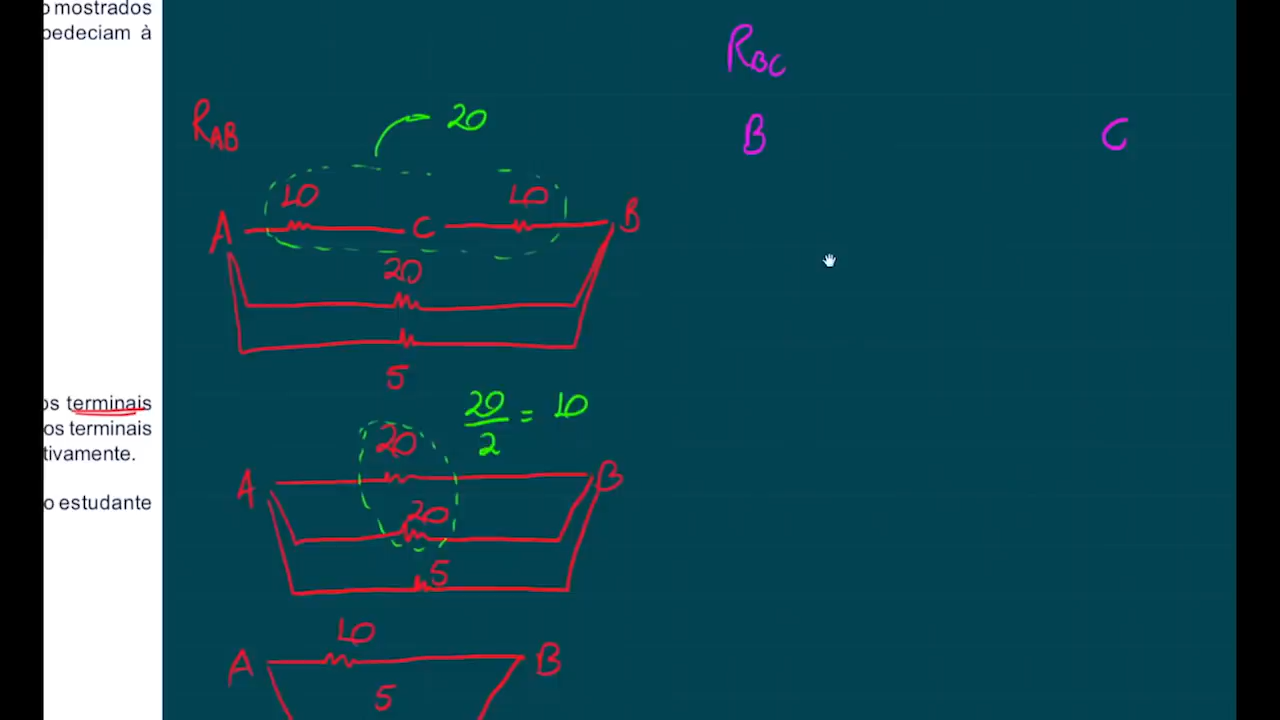 o mostrados
pedeciam à
R_BC
20
R_AB
B C
10 10
A C B
20
5
os terminais
os terminais
tivamente.
o estudante
20/2 = 10
20
A B
20
5
10
A B
5